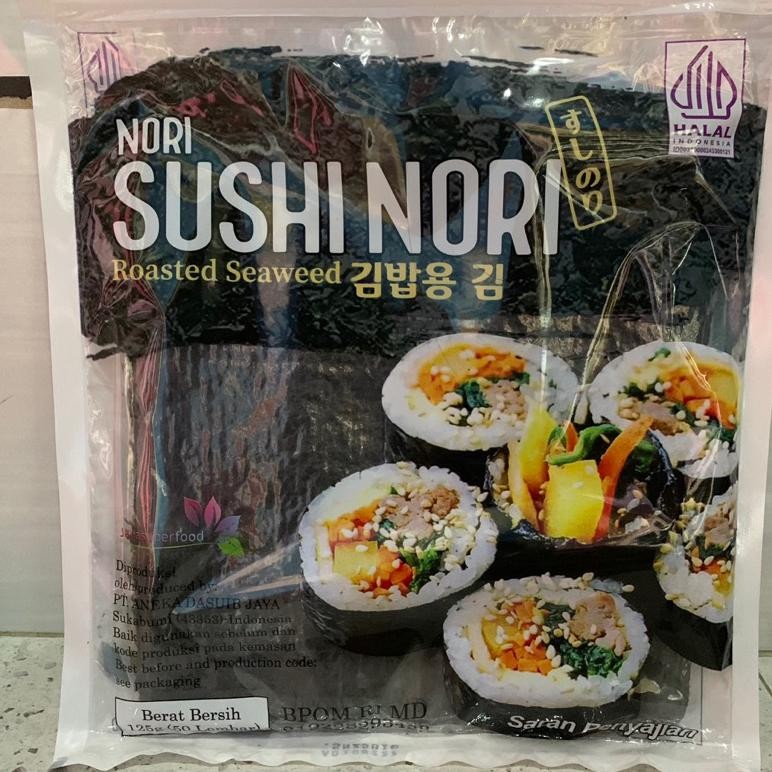 HALAL
INDONESIA
NORI
SUSHI NORI
すしのり
Roasted Seaweed 김밥용 김
Diproduksi
oleh/produced by:
PT. ANEKA DASUIB JAYA
Sukabumi (43353)-Indonesia
Baik digunakan sebelum dan
kode produksi pada kemasan
Best before and production code:
see packaging
Berat Bersih
125g (50 Lembar)
BPOM RI MD
Saran Penyajian